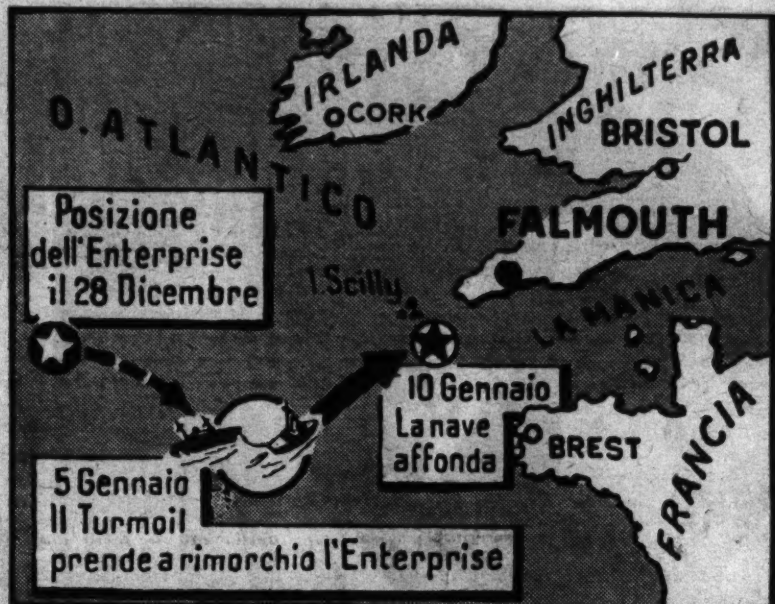 IRLANDA
CORK
INGHILTERRA
BRISTOL
O. ATLANTICO
Posizione
dell'Enterprise
il 28 Dicembre
FALMOUTH
I. Scilly
LA MANICA
10 Gennaio
La nave
affonda
BREST
FRANCIA
5 Gennaio
Il Turmoil
prende a rimorchio l'Enterprise